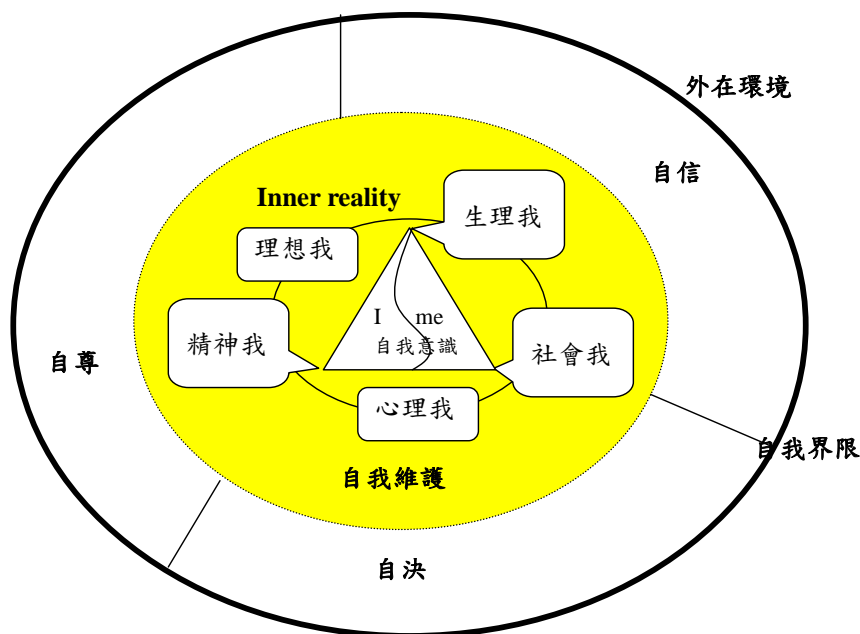 外在環境
自信
Inner reality
生理我
理想我
I me
自我意識
精神我
社會我
自尊
心理我
自我界限
自我維護
自決